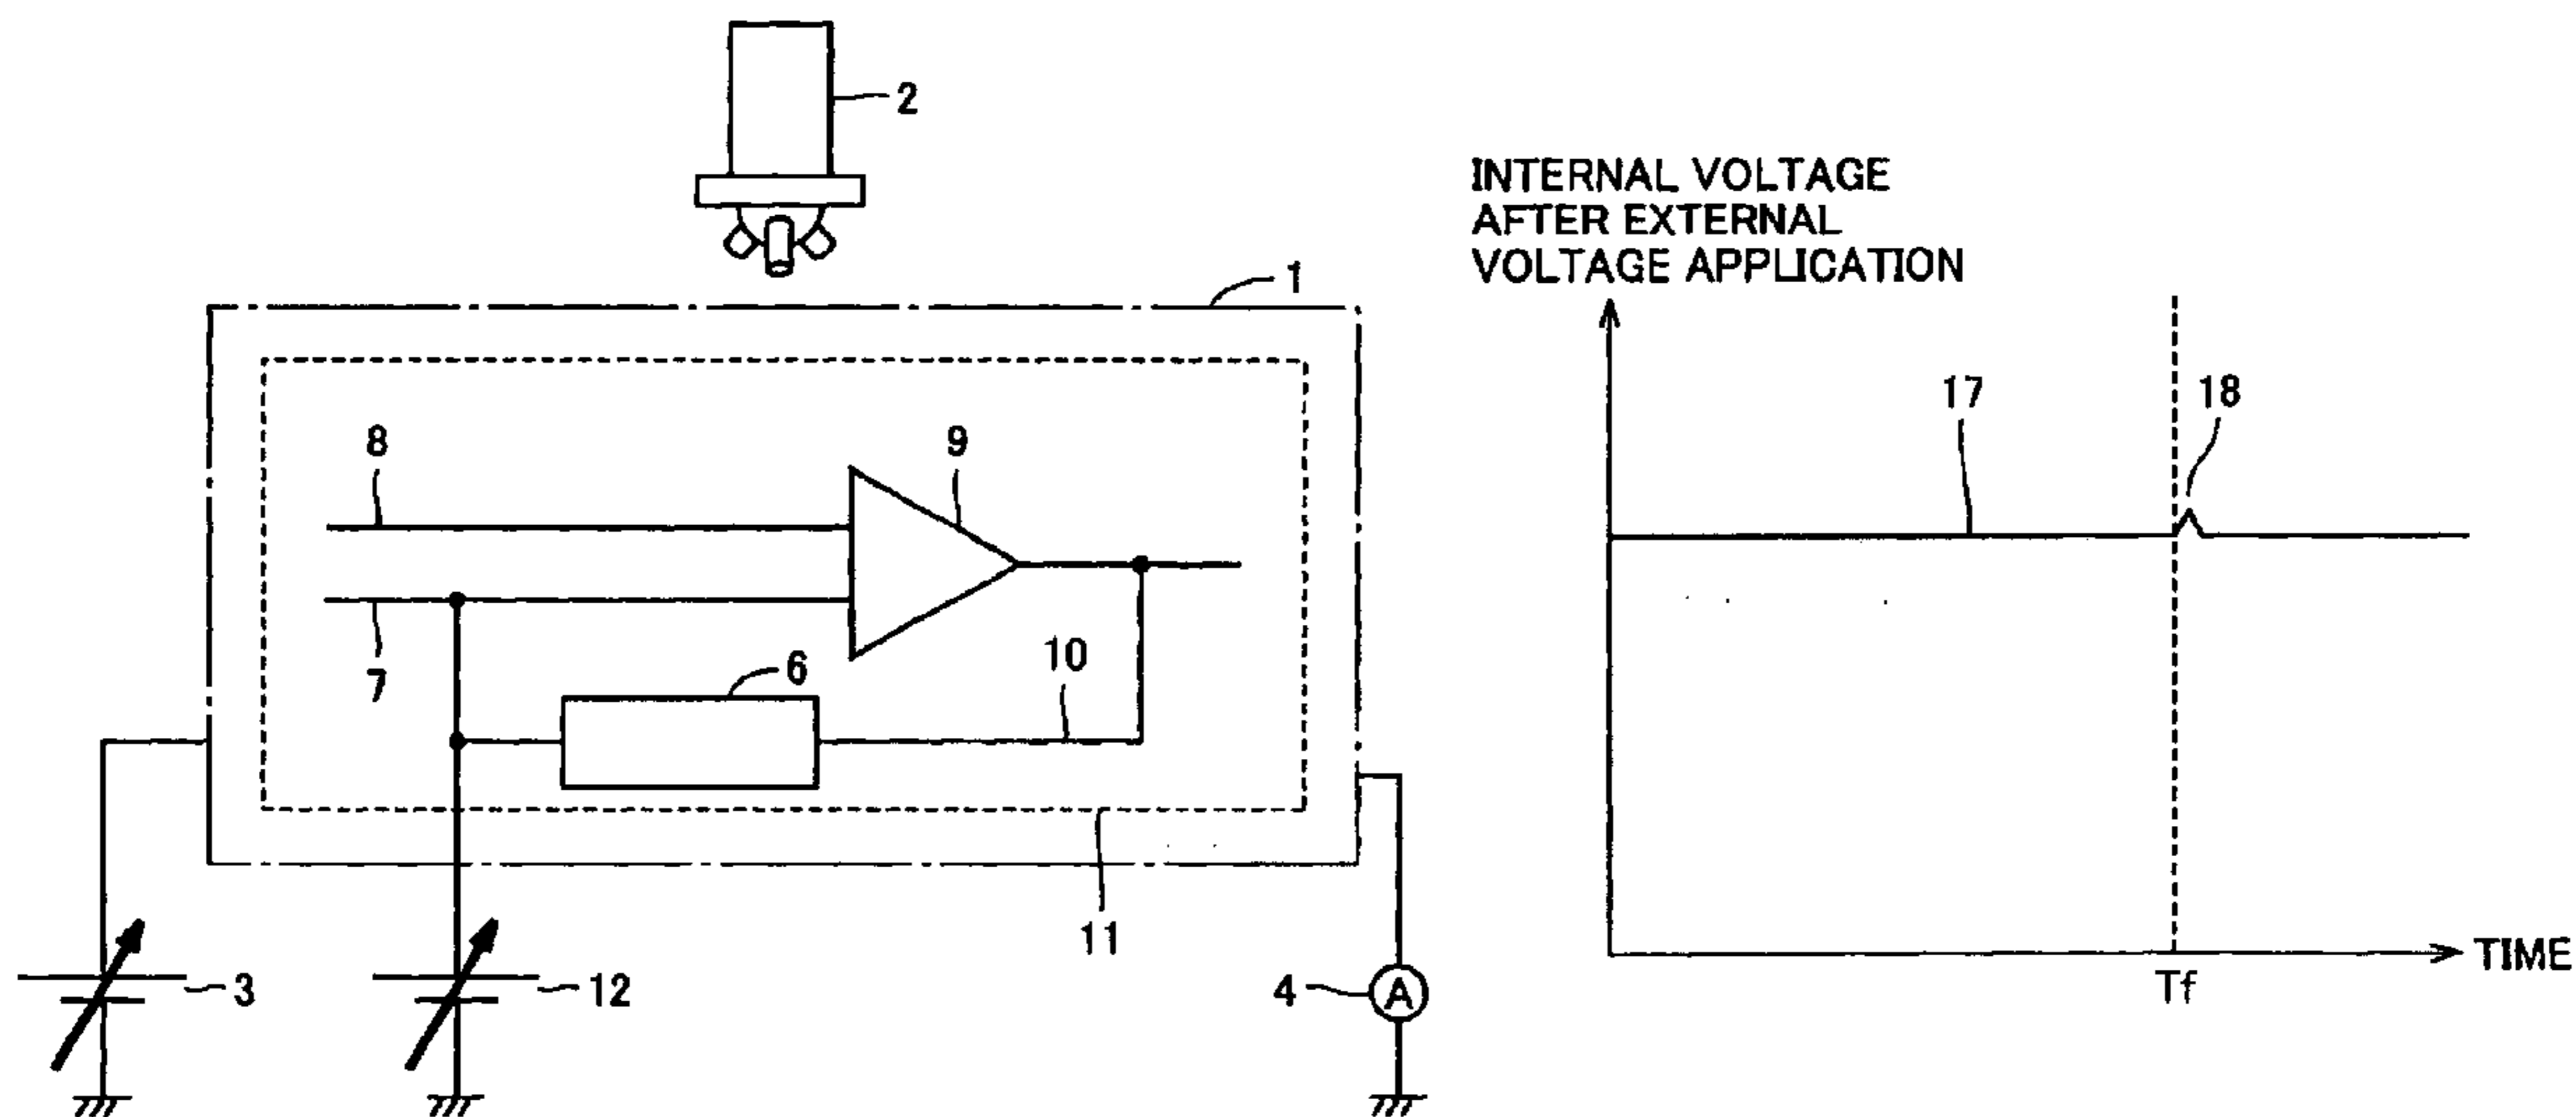 2
1
8
9
7
6
10
11
3
12
4
A
INTERNAL VOLTAGE
AFTER EXTERNAL
VOLTAGE APPLICATION
17
18
TIME
Tf